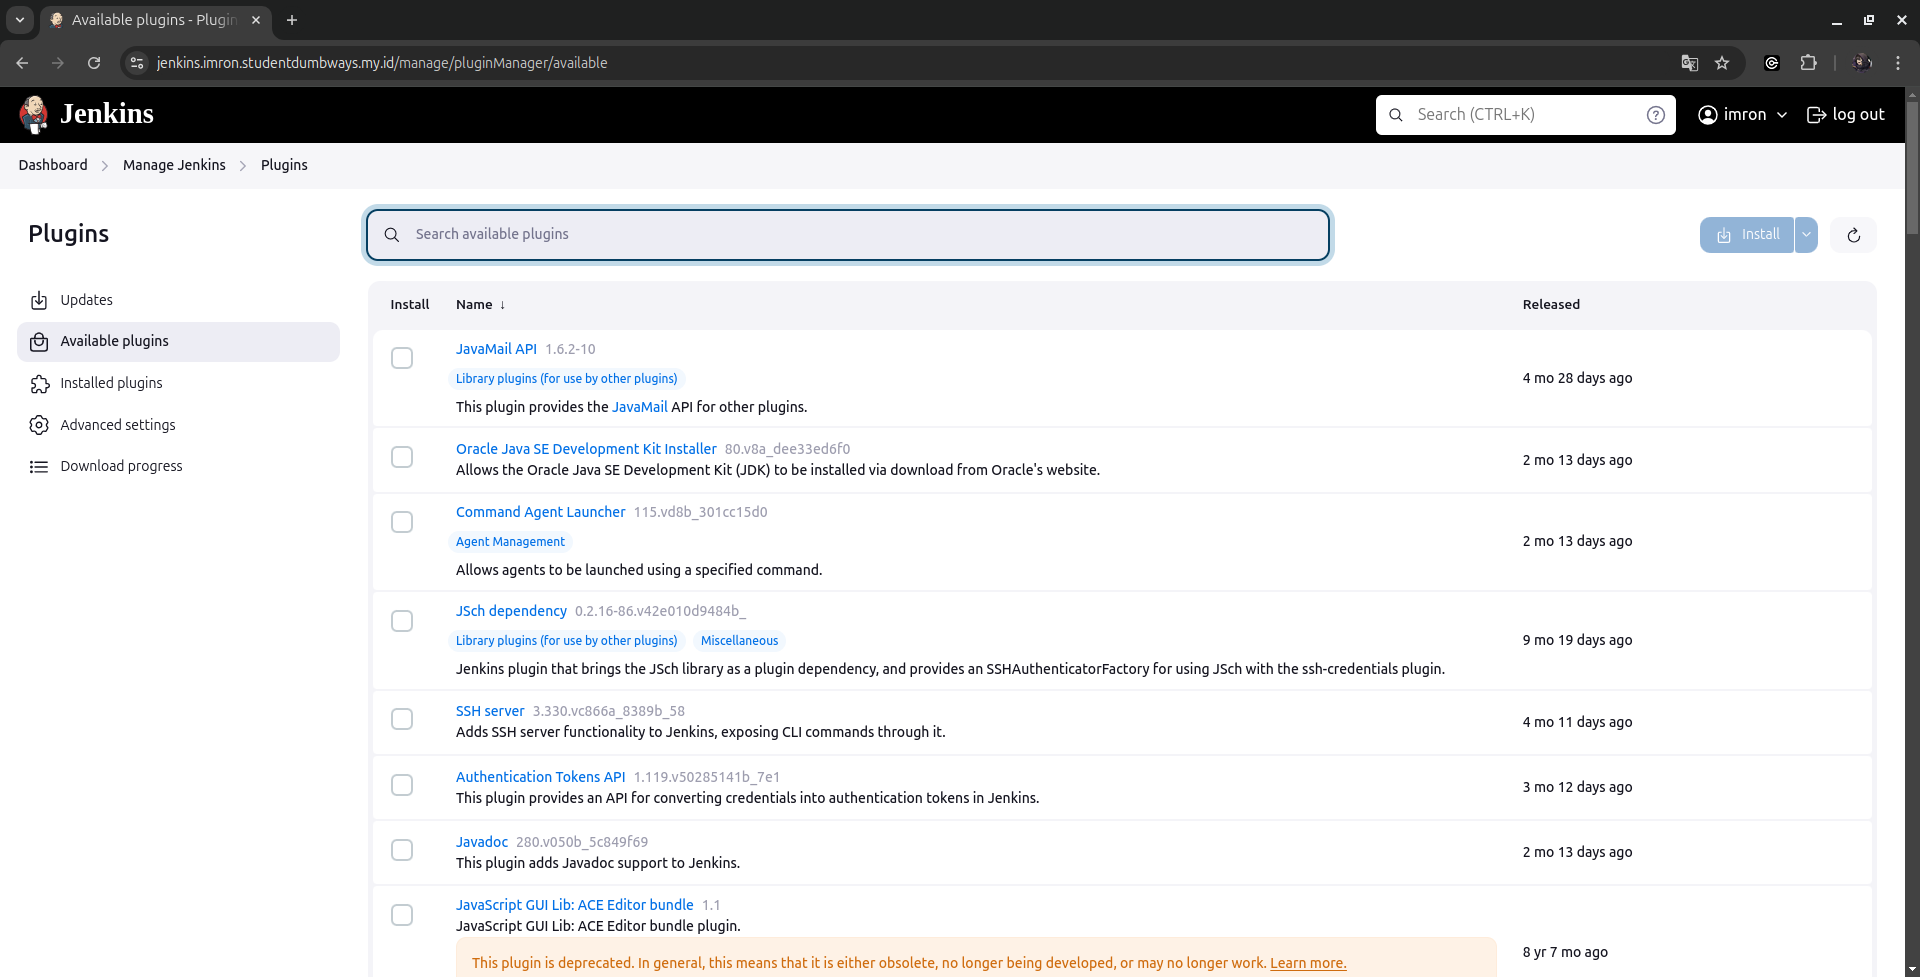 Available plugins - Plugin
jenkins.imron.studentdumbways.my.id/manage/pluginManager/available
Jenkins
Search (CTRL+K)
imron
log out
Dashboard
Manage Jenkins
Plugins
Plugins
Search available plugins
Install
Updates
Available plugins
Installed plugins
Advanced settings
Download progress
Install Name ↓ Released
JavaMail API 1.6.2-10
Library plugins (for use by other plugins)
This plugin provides the JavaMail API for other plugins.
4 mo 28 days ago
Oracle Java SE Development Kit Installer 80.v8a_dee33ed6f0
Allows the Oracle Java SE Development Kit (JDK) to be installed via download from Oracle's website.
2 mo 13 days ago
Command Agent Launcher 115.vd8b_301cc15d0
Agent Management
Allows agents to be launched using a specified command.
2 mo 13 days ago
JSch dependency 0.2.16-86.v42e010d9484b_
Library plugins (for use by other plugins) Miscellaneous
Jenkins plugin that brings the JSch library as a plugin dependency, and provides an SSHAuthenticatorFactory for using JSch with the ssh-credentials plugin.
9 mo 19 days ago
SSH server 3.330.vc866a_8389b_58
Adds SSH server functionality to Jenkins, exposing CLI commands through it.
4 mo 11 days ago
Authentication Tokens API 1.119.v50285141b_7e1
This plugin provides an API for converting credentials into authentication tokens in Jenkins.
3 mo 12 days ago
Javadoc 280.v050b_5c849f69
This plugin adds Javadoc support to Jenkins.
2 mo 13 days ago
JavaScript GUI Lib: ACE Editor bundle 1.1
JavaScript GUI Lib: ACE Editor bundle plugin.
8 yr 7 mo ago
This plugin is deprecated. In general, this means that it is either obsolete, no longer being developed, or may no longer work. Learn more.